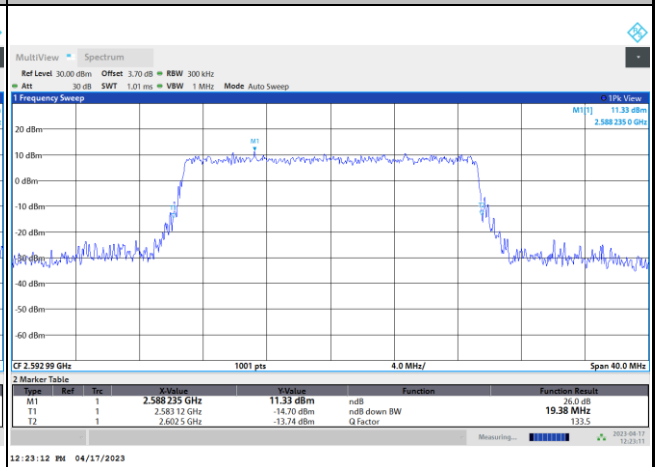 MultiView Spectrum
Ref Level 30.00 dBm Offset 3.70 dB RBW 300 kHz
Att 30 dB SWT 1.01 ms VBW 1 MHz Mode Auto Sweep
1 Frequency Sweep 1Pk View
M1[1] 11.33 dBm
2.588 235 0 GHz
M1
20 dBm
10 dBm
0 dBm
-10 dBm
-20 dBm
-30 dBm
-40 dBm
-50 dBm
-60 dBm
CF 2.592 99 GHz 1001 pts 4.0 MHz/ Span 40.0 MHz
2 Marker Table
Type Ref Trc X-Value Y-Value Function Function Result
M1 1 2.588 235 GHz 11.33 dBm ndB 26.0 dB
T1 1 2.583 12 GHz -14.70 dBm ndB down BW 19.38 MHz
T2 1 2.602 5 GHz -13.74 dBm Q Factor 133.5
Measuring... 2023-04-17
12:23:11
12:23:12 PM 04/17/2023